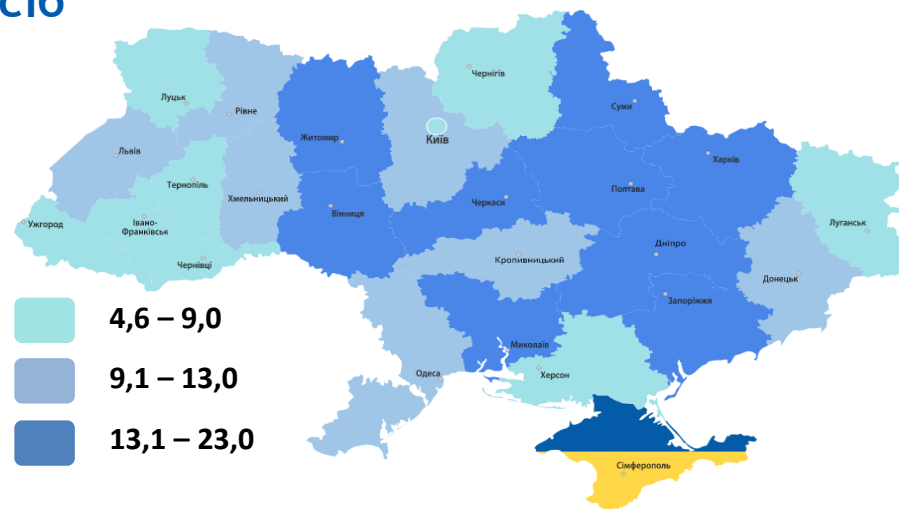 Чернігів
Луцьк
Суми
Рівне
Житомир
Київ
Львів
Харків
Тернопіль
Полтава
Хмельницький
Черкаси
Вінниця
Ужгород
Івано-
Франківськ
Луганськ
Дніпро
Чернівці
Кропивницький
Донецьк
Запоріжжя
4,6 – 9,0
Миколаїв
Одеса
Херсон
9,1 – 13,0
13,1 – 23,0
Сімферополь